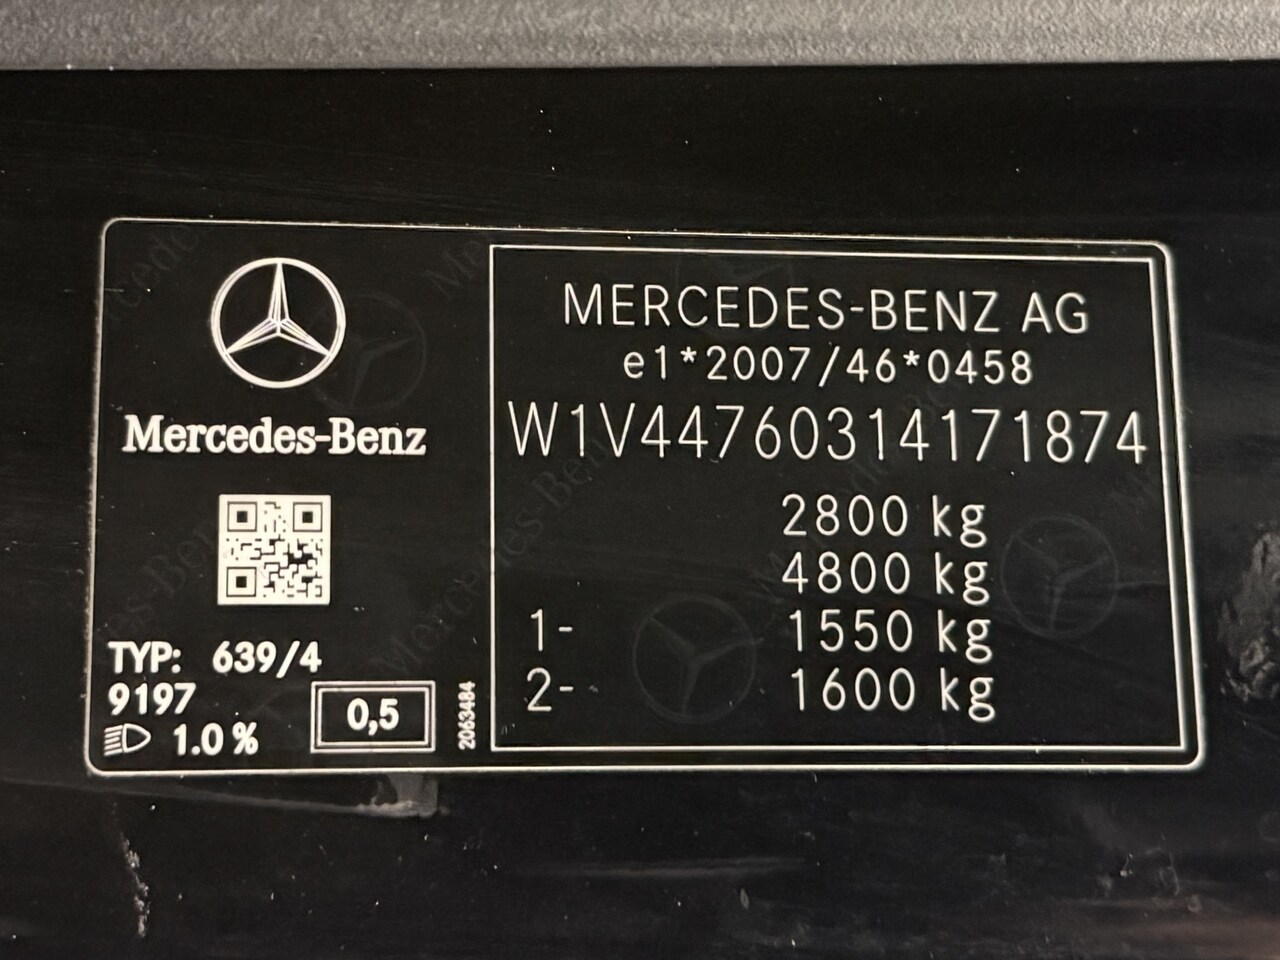 Mercedes-Benz
TYP: 639/4
9197
1.0 %
0,5
2063484
MERCEDES-BENZ AG
e1*2007/46*0458
W1V44760314171874
2800 kg
4800 kg
1- 1550 kg
2- 1600 kg